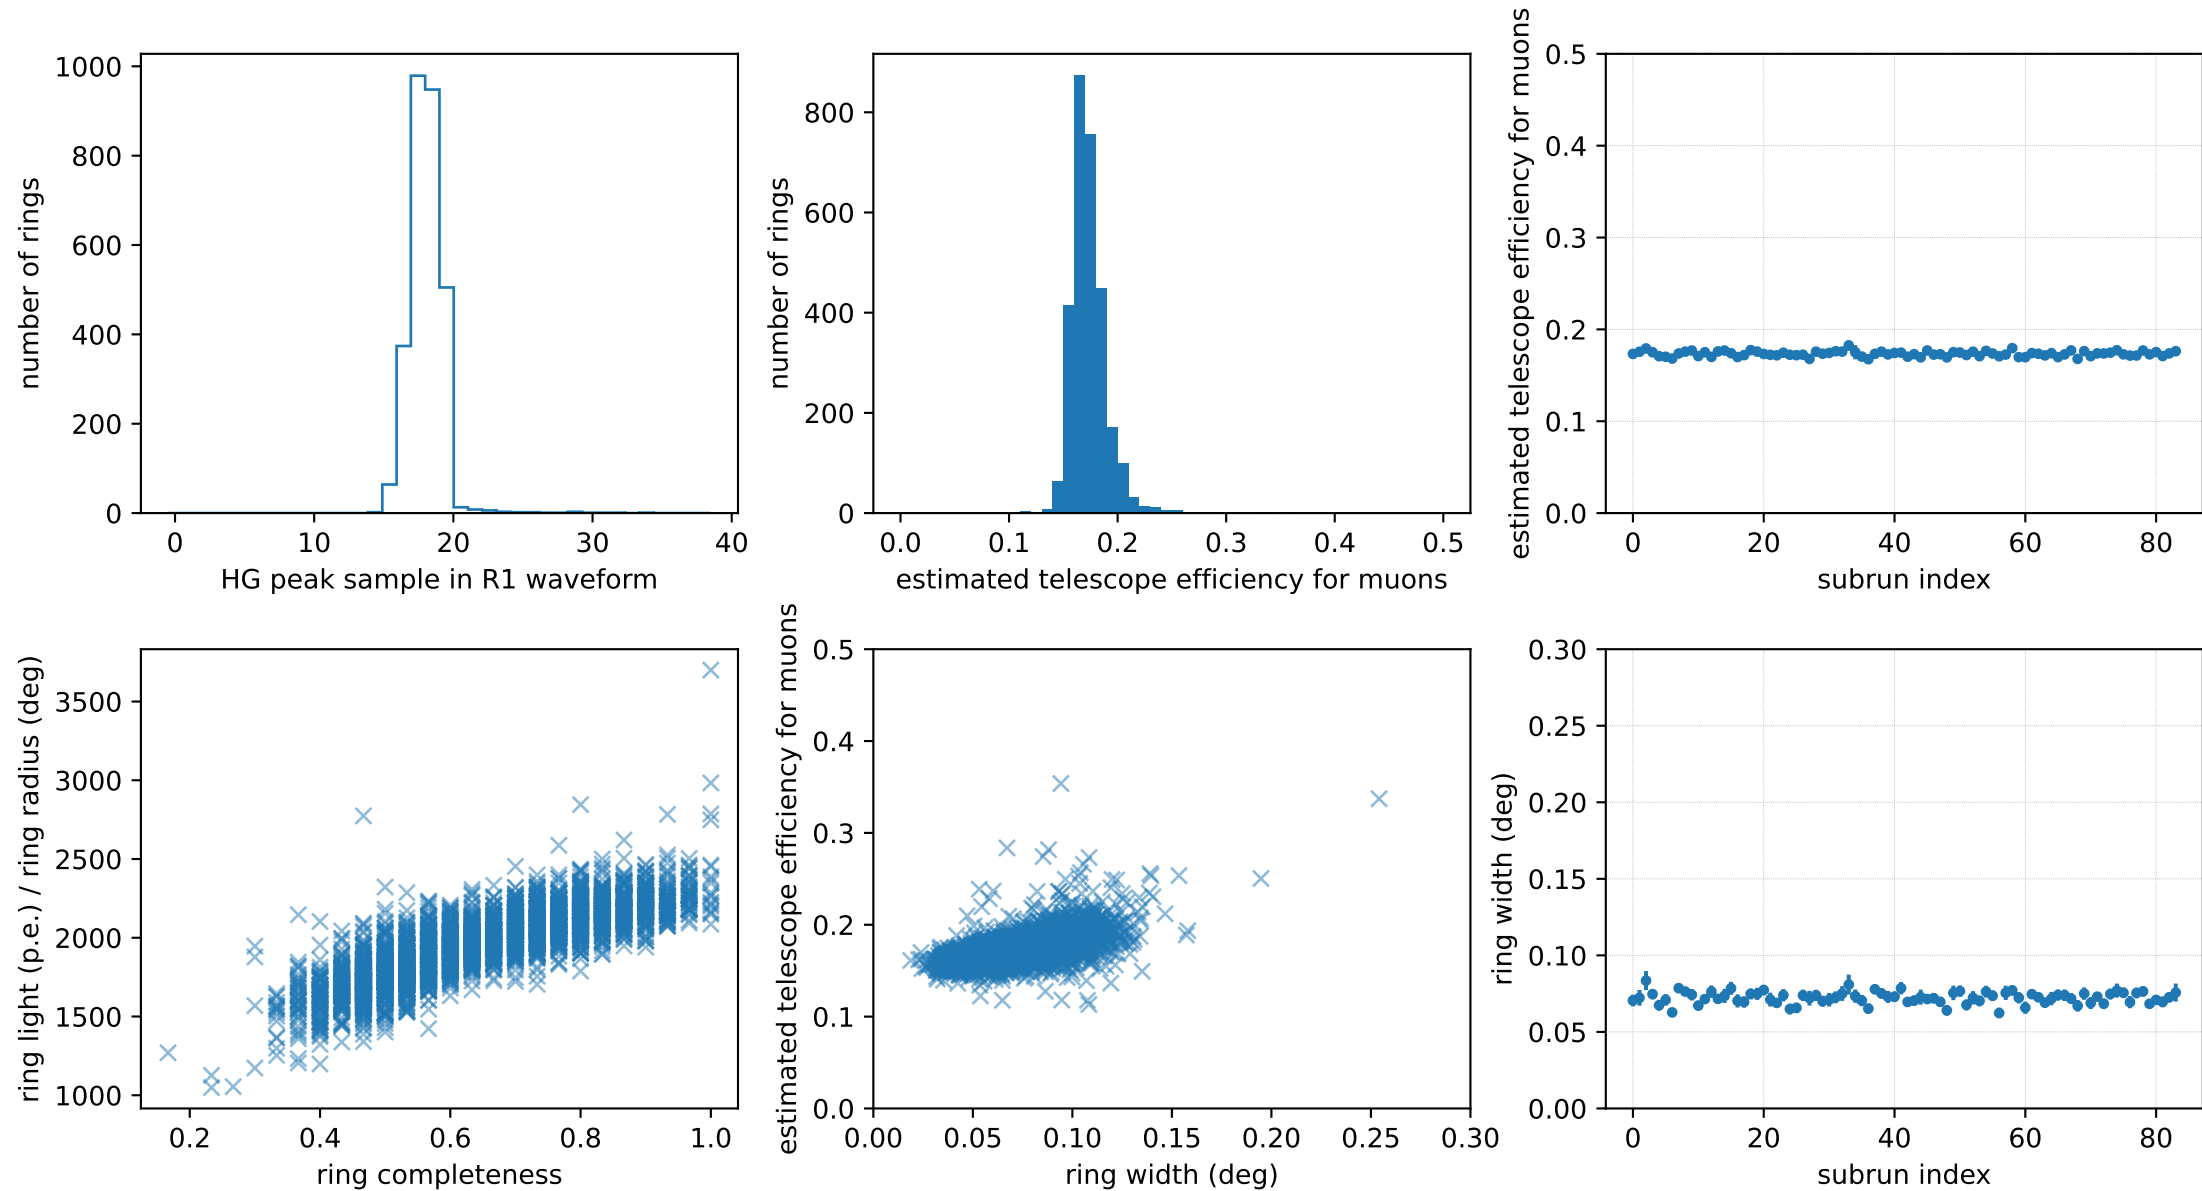 number of rings
1000
800
600
400
200
0
0 10 20 30 40
HG peak sample in R1 waveform
number of rings
800
600
400
200
0
0.0 0.1 0.2 0.3 0.4 0.5
estimated telescope efficiency for muons
estimated telescope efficiency for muons
0.5
0.4
0.3
0.2
0.1
0.0
0 20 40 60 80
subrun index
ring light (p.e.) / ring radius (deg)
3500
3000
2500
2000
1500
1000
0.2 0.4 0.6 0.8 1.0
ring completeness
estimated telescope efficiency for muons
0.5
0.4
0.3
0.2
0.1
0.0
0.00 0.05 0.10 0.15 0.20 0.25 0.30
ring width (deg)
ring width (deg)
0.30
0.25
0.20
0.15
0.10
0.05
0.00
0 20 40 60 80
subrun index